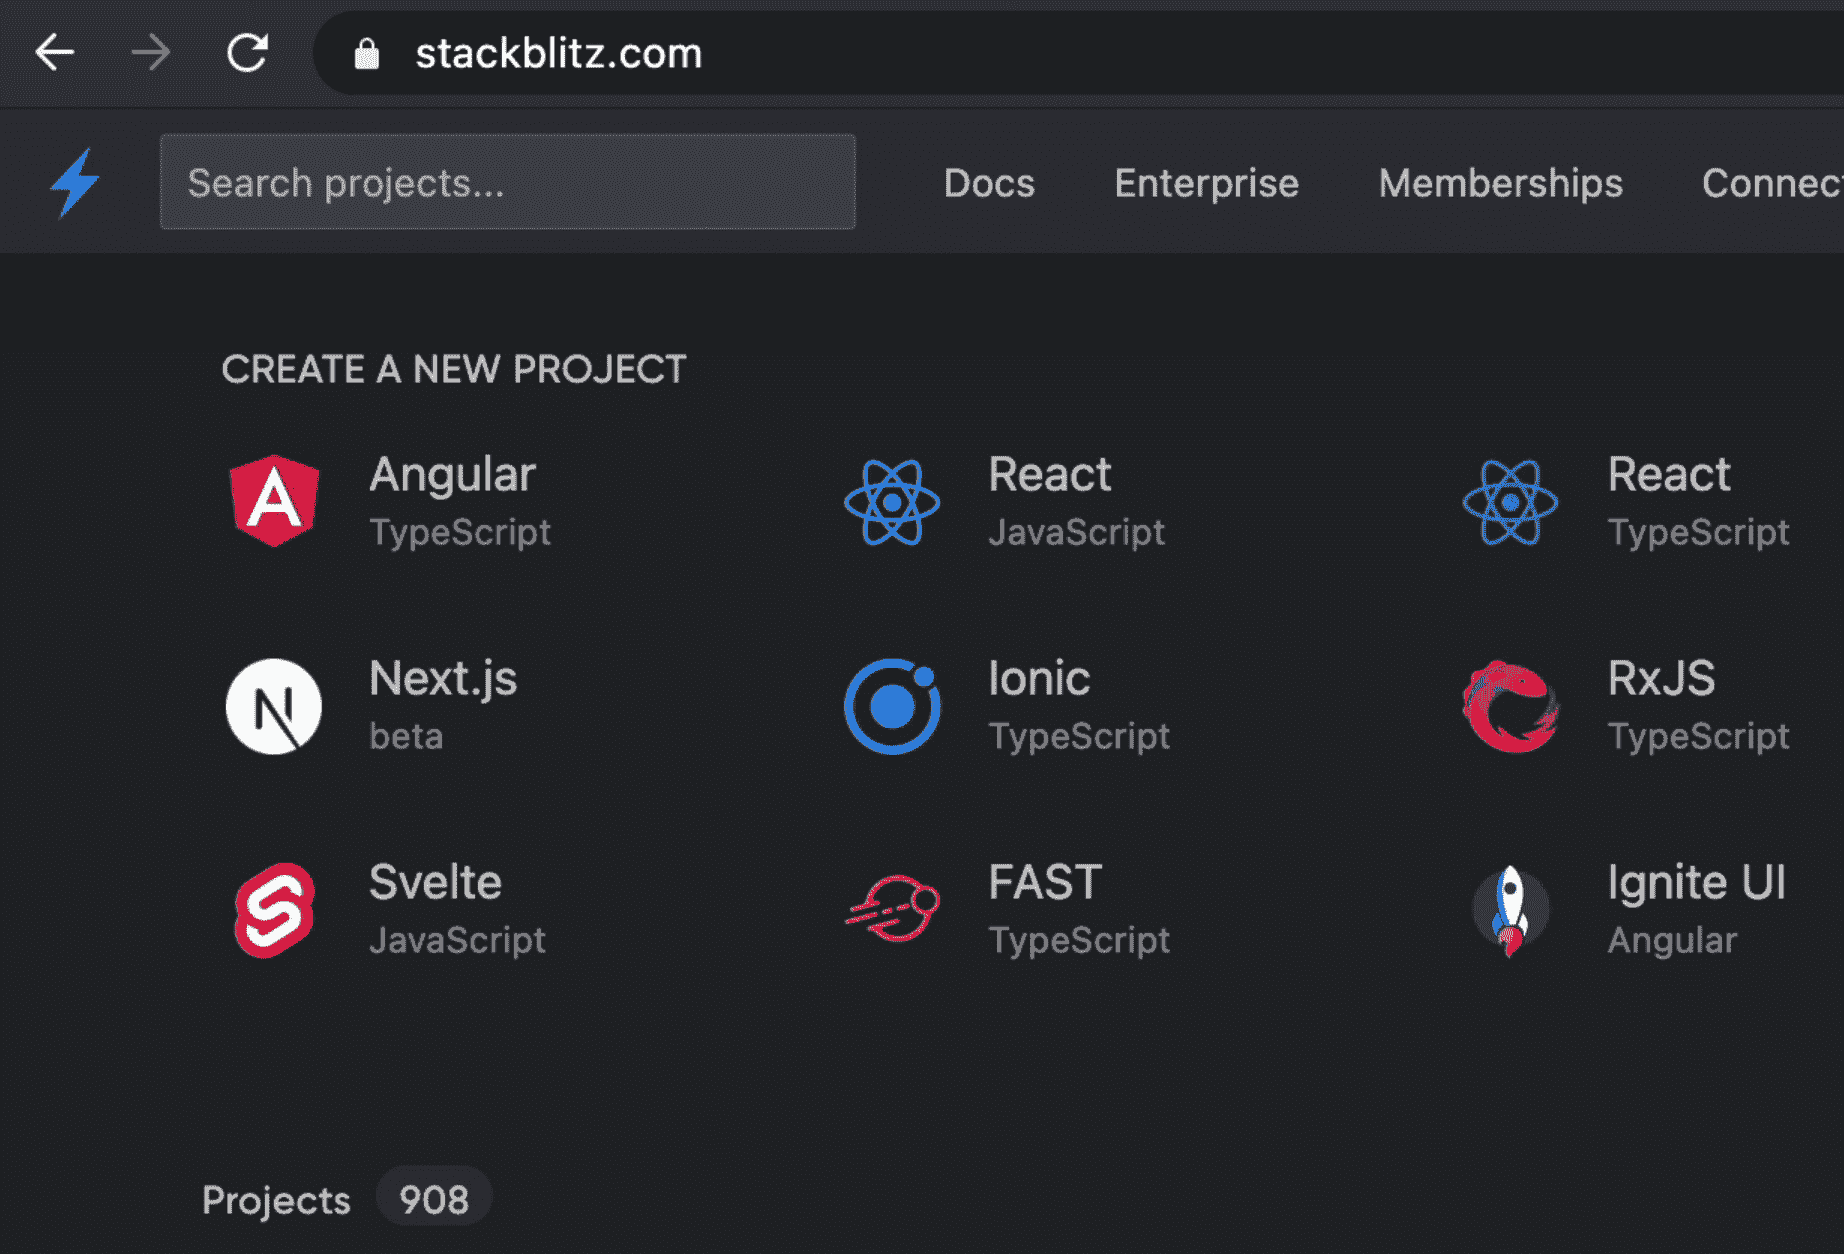 stackblitz.com
Search projects...
Docs Enterprise Memberships Connect
CREATE A NEW PROJECT
Angular React React
TypeScript JavaScript TypeScript
Next.js Ionic RxJS
beta TypeScript TypeScript
Svelte FAST Ignite UI
JavaScript TypeScript Angular
Projects 908